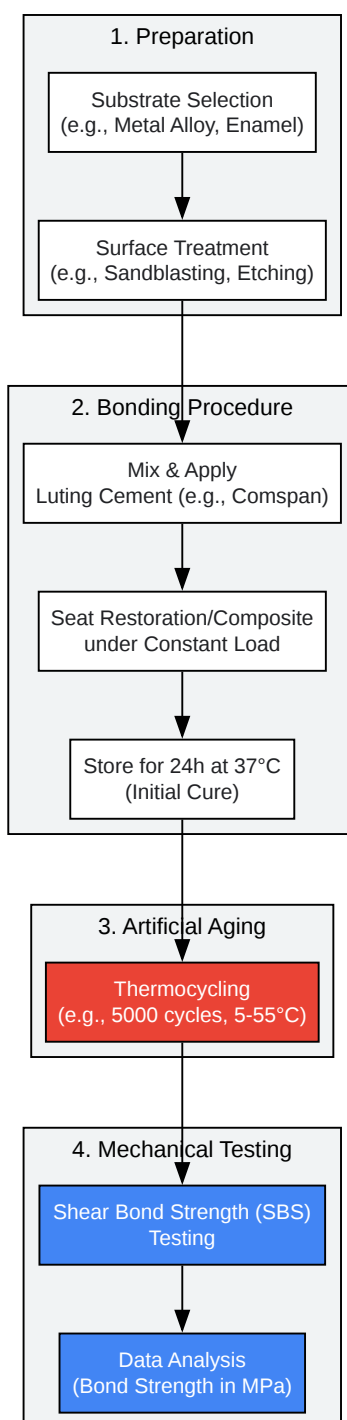 1. Preparation
Substrate Selection
(e.g., Metal Alloy, Enamel)
Surface Treatment
(e.g., Sandblasting, Etching)
2. Bonding Procedure
Mix & Apply
Luting Cement (e.g., Comspan)
Seat Restoration/Composite
under Constant Load
Store for 24h at 37°C
(Initial Cure)
3. Artificial Aging
Thermocycling
(e.g., 5000 cycles, 5-55°C)
4. Mechanical Testing
Shear Bond Strength (SBS)
Testing
Data Analysis
(Bond Strength in MPa)